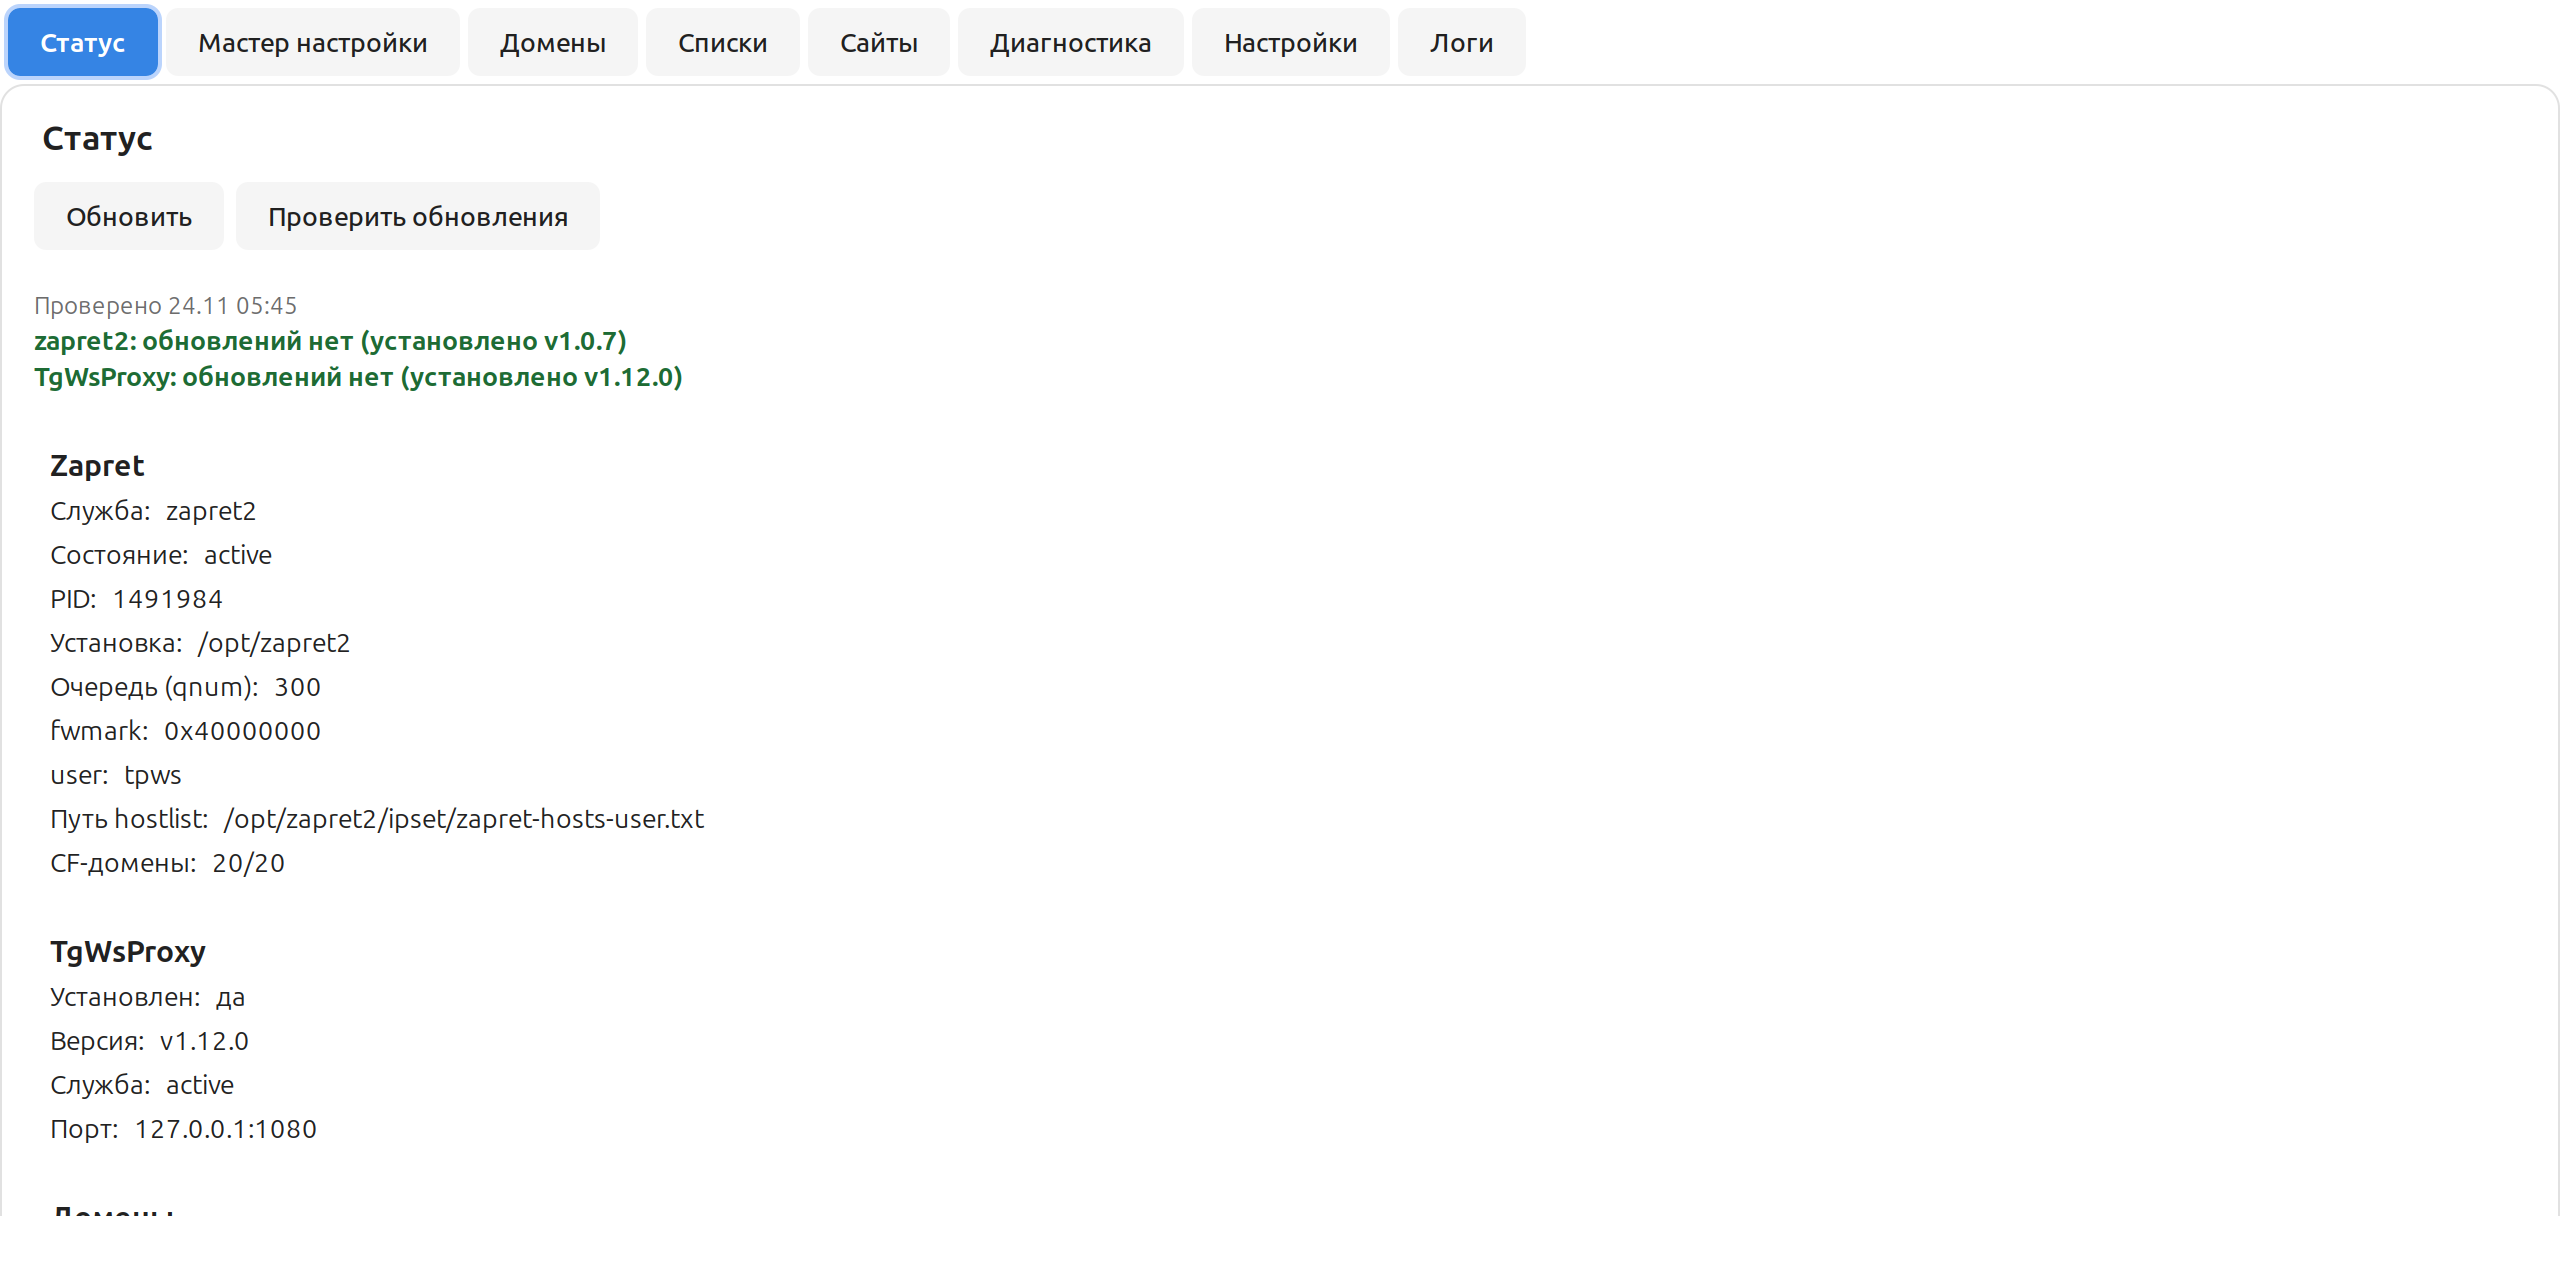 Статус Мастер настройки Домены Списки Сайты Диагностика Настройки Логи
Статус
Обновить Проверить обновления
Проверено 24.11 05:45
zapret2: обновлений нет (установлено v1.0.7)
TgWsProxy: обновлений нет (установлено v1.12.0)
Zapret
Служба: zapret2
Состояние: active
PID: 1491984
Установка: /opt/zapret2
Очередь (qnum): 300
fwmark: 0x40000000
user: tpws
Путь hostlist: /opt/zapret2/ipset/zapret-hosts-user.txt
CF-домены: 20/20
TgWsProxy
Установлен: да
Версия: v1.12.0
Служба: active
Порт: 127.0.0.1:1080
Домены